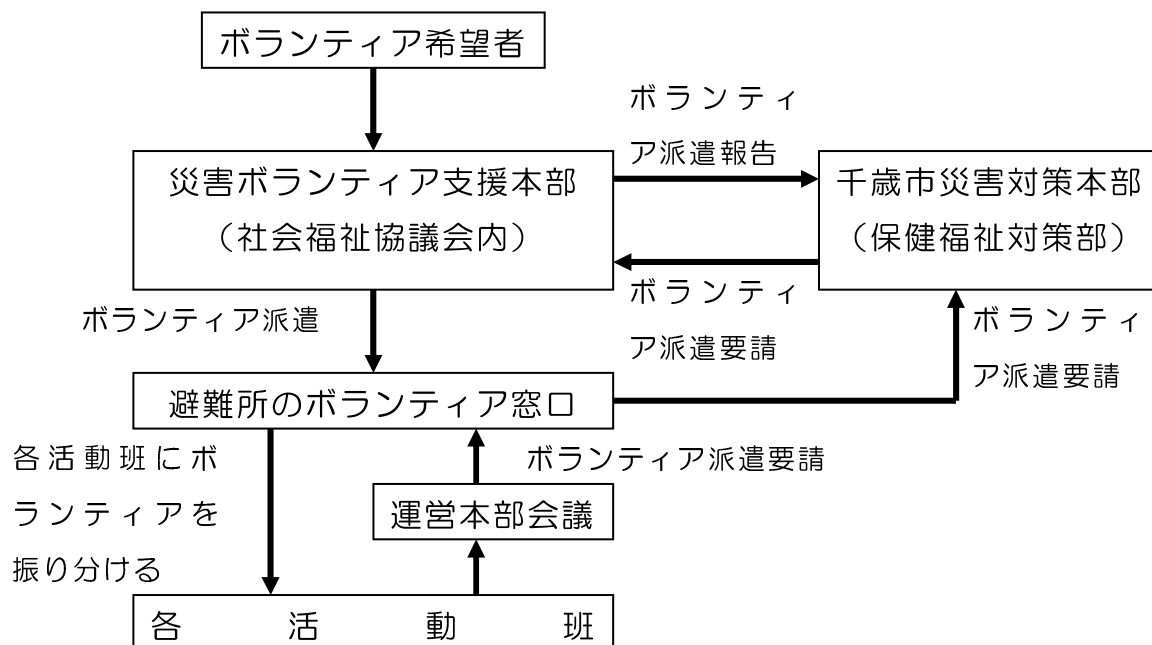 ボランティア希望者
ボランティ
ア派遣報告
災害ボランティア支援本部
（社会福祉協議会内）
千歳市災害対策本部
（保健福祉対策部）
ボランティ
ア派遣要請
ボランティア派遣
ボランティ
ア派遣要請
避難所のボランティア窓口
各活動班にボ
ランティアを
振り分ける
ボランティア派遣要請
運営本部会議
各活動班